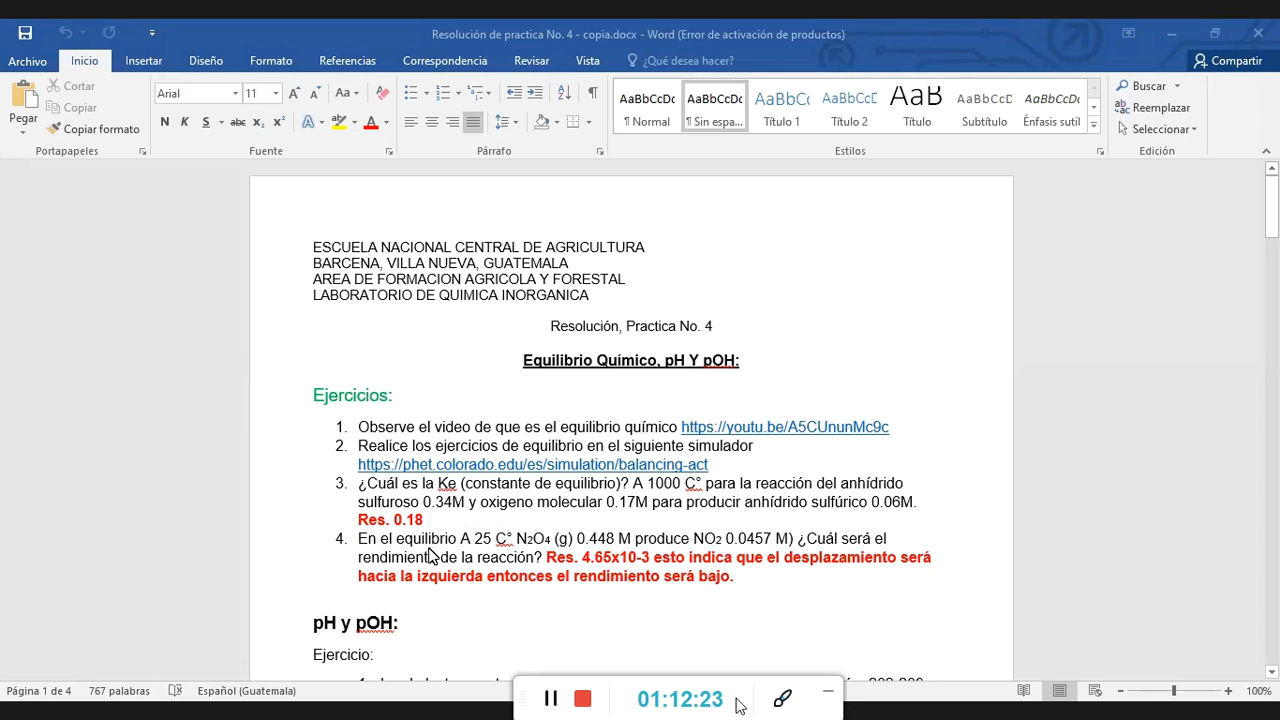 Resolución de practica No. 4 - copia.docx - Word (Error de activación de productos)
Archivo Inicio Insertar Diseño Formato Referencias Correspondencia Revisar Vista ¿Qué desea hacer? Compartir
Pegar Cortar Copiar Copiar formato
Arial 11 Aa
N K S abc x₂ x² A A
AaBbCcDc ¶ Normal
AaBbCcDc ¶ Sin espa...
AaBbCc Título 1
AaBbCcD Título 2
AaB Título
AaBbCcD Subtítulo
AaBbCcDc Énfasis sutil
Buscar
Reemplazar
Seleccionar
Portapapeles Fuente Párrafo Estilos Edición
ESCUELA NACIONAL CENTRAL DE AGRICULTURA
BARCENA, VILLA NUEVA, GUATEMALA
AREA DE FORMACION AGRICOLA Y FORESTAL
LABORATORIO DE QUIMICA INORGANICA
Resolución, Practica No. 4
Equilibrio Químico, pH Y pOH:
Ejercicios:
1. Observe el video de que es el equilibrio químico https://youtu.be/A5CUnunMc9c
2. Realice los ejercicios de equilibrio en el siguiente simulador
https://phet.colorado.edu/es/simulation/balancing-act
3. ¿Cuál es la Ke (constante de equilibrio)? A 1000 C° para la reacción del anhídrido
sulfuroso 0.34M y oxigeno molecular 0.17M para producir anhídrido sulfúrico 0.06M.
Res. 0.18
4. En el equilibrio A 25 C° N₂O₄ (g) 0.448 M produce NO₂ 0.0457 M) ¿Cuál será el
rendimiento de la reacción? Res. 4.65x10-3 esto indica que el desplazamiento será
hacia la izquierda entonces el rendimiento será bajo.
pH y pOH:
Ejercicio:
Página 1 de 4 767 palabras Español (Guatemala) 100%
01:12:23